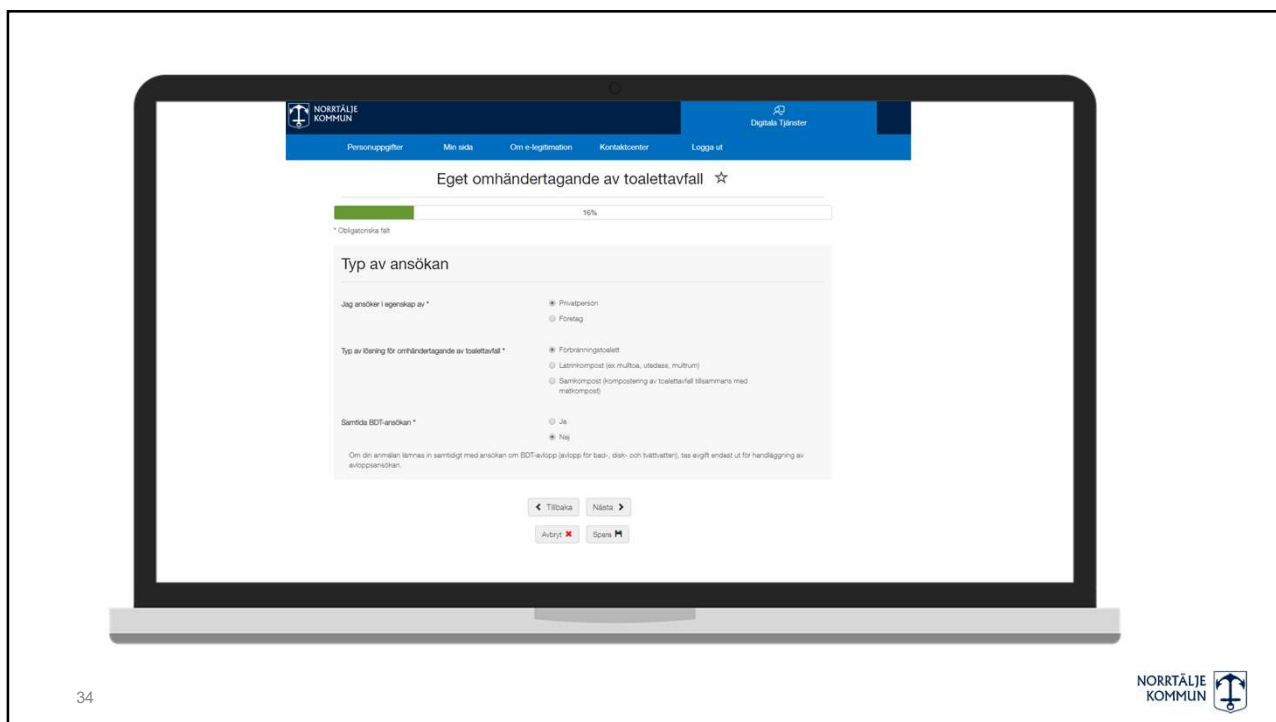 NORRTÄLJE
KOMMUN
Digitala Tjänster
Personuppgifter Min sida Om e-legitimation Kontaktcenter Logga ut
Eget omhändertagande av toalettavfall
16%
* Obligatoriska fält
Typ av ansökan
Jag ansöker i egenskap av * Privatperson
Företag
Typ av lösning för omhändertagande av toalettavfall * Förbränningstoalett
Latrinkompost (ex mulltoa, utedass, multrum)
Samkompost (kompostering av toalettavfall tillsammans med
matkompost)
Samtida BDT-ansökan * Ja
Nej
Om din anmälan lämnas in samtidigt med ansökan om BDT-avlopp (avlopp för bad-, disk- och tvättvatten), tas avgift endast ut för handläggning av
avloppsansökan.
Tillbaka Nästa
Avbryt Spara
34
NORRTÄLJE
KOMMUN